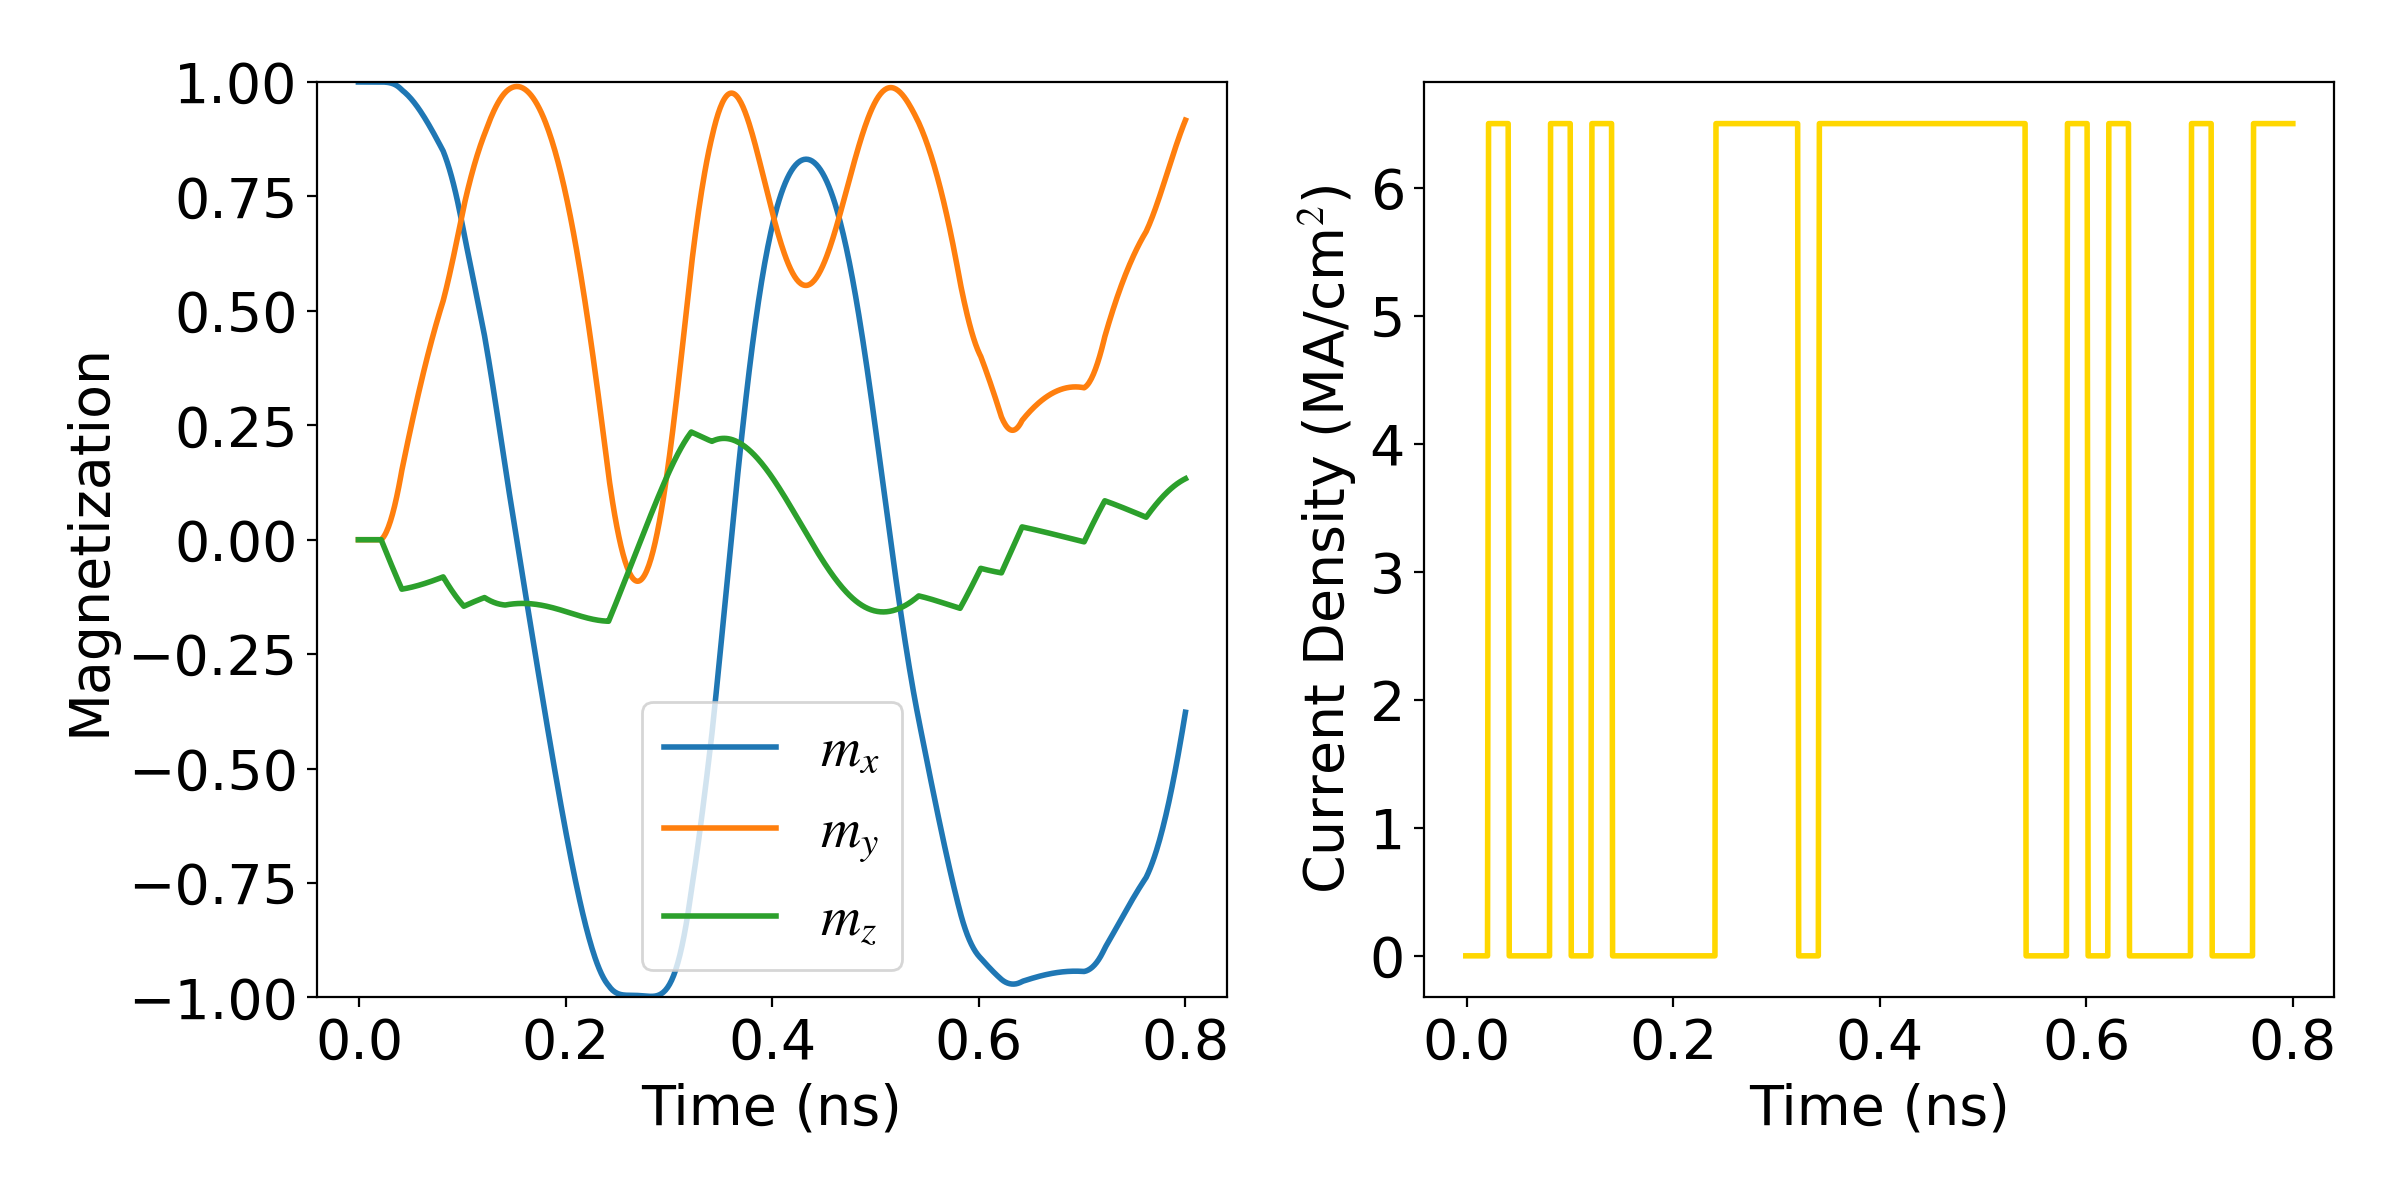 Magnetization
1.00
0.75
0.50
0.25
0.00
−0.25
−0.50
−0.75
−1.00
0.0 0.2 0.4 0.6 0.8
Time (ns)
m_x
m_y
m_z
Current Density (MA/cm²)
6
5
4
3
2
1
0
0.0 0.2 0.4 0.6 0.8
Time (ns)